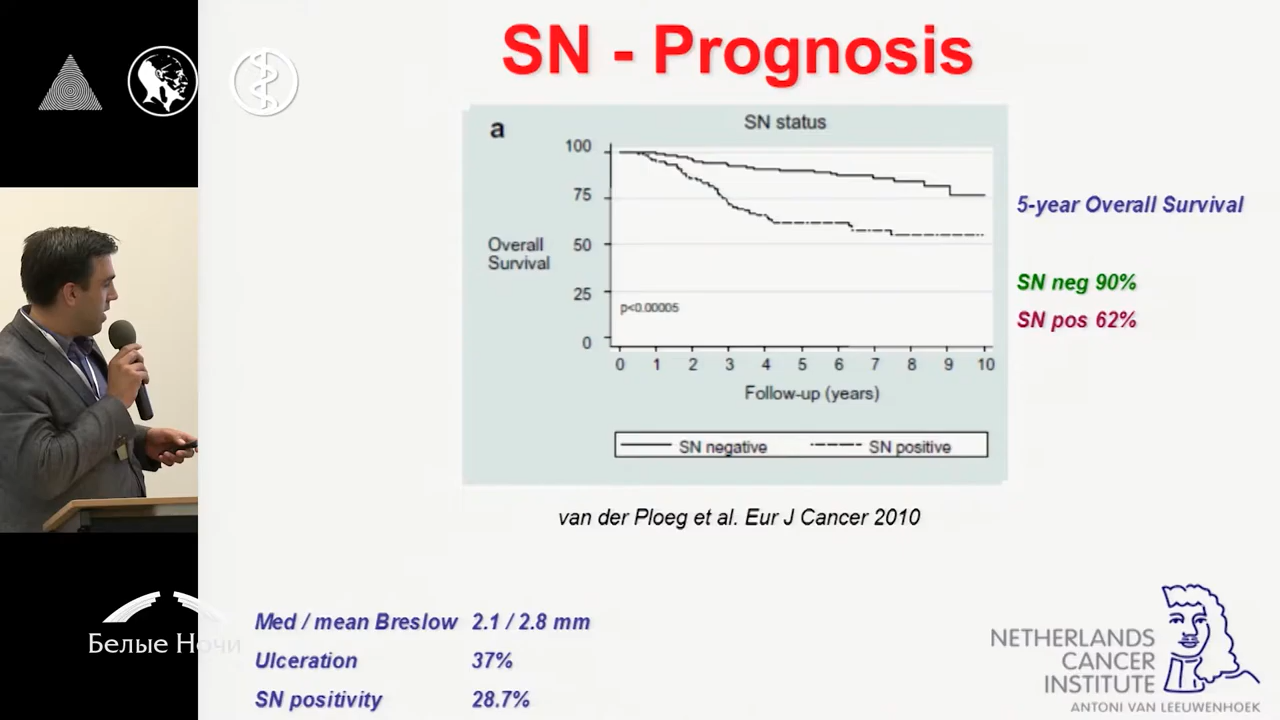 SN - Prognosis
a
SN status
100
75
50
25
0
Overall
Survival
p<0.00005
0 1 2 3 4 5 6 7 8 9 10
Follow-up (years)
SN negative SN positive
5-year Overall Survival
SN neg 90%
SN pos 62%
van der Ploeg et al. Eur J Cancer 2010
Med / mean Breslow 2.1 / 2.8 mm
Ulceration 37%
SN positivity 28.7%
Белые Ночи
NETHERLANDS
CANCER
INSTITUTE
ANTONI VAN LEEUWENHOEK